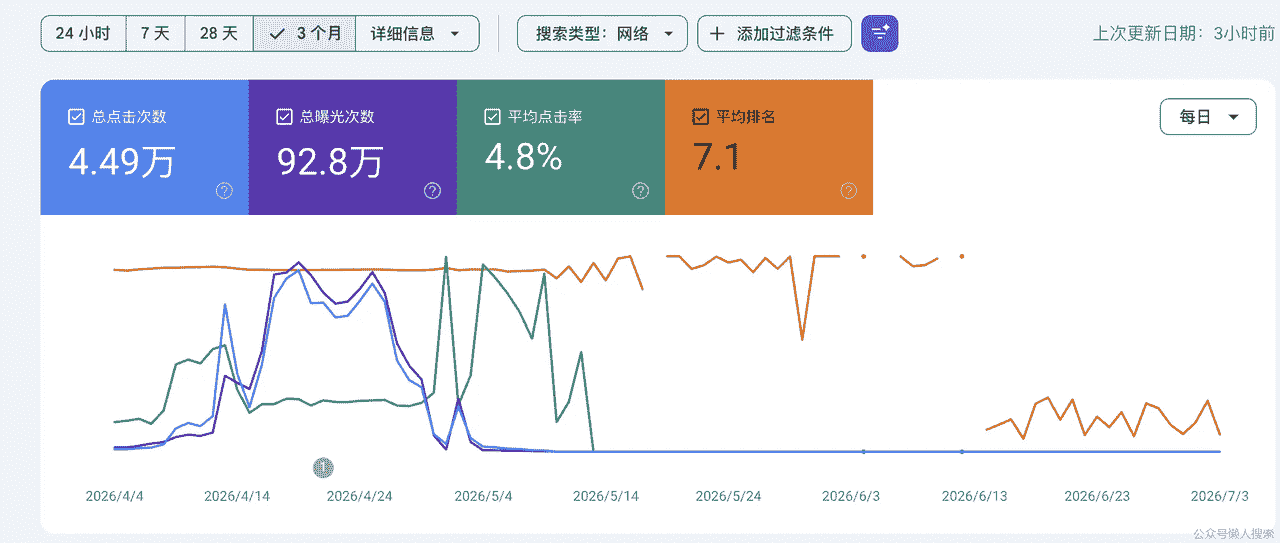 24 小时 7 天 28 天 3 个月 详细信息 搜索类型：网络 添加过滤条件 上次更新日期：3小时前
总点击次数 总曝光次数 平均点击率 平均排名 每日
4.49万 92.8万 4.8% 7.1
1
2026/4/4 2026/4/14 2026/4/24 2026/5/4 2026/5/14 2026/5/24 2026/6/3 2026/6/13 2026/6/23 2026/7/3
公众号懒人搜索